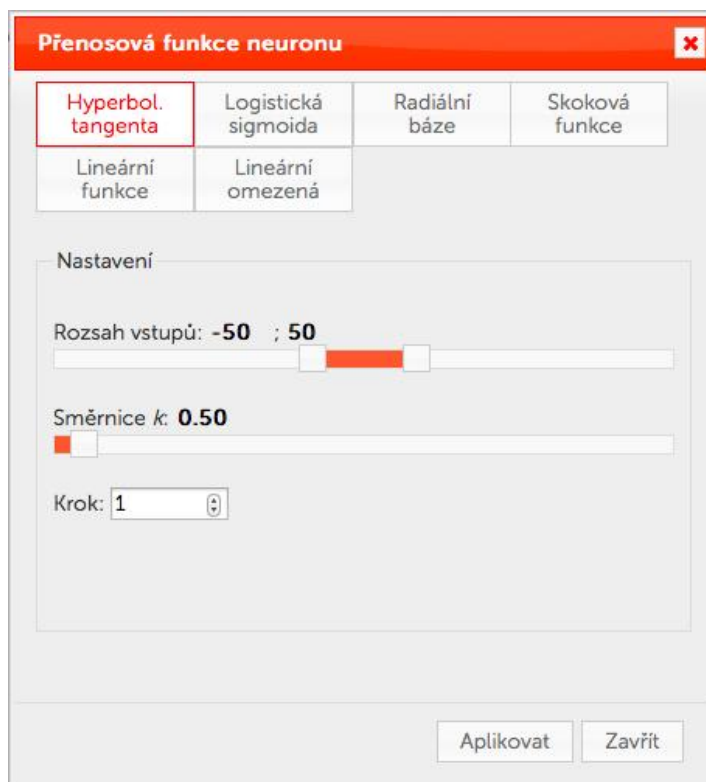 Přenosová funkce neuronu
Hyperbol. tangenta
Logistická sigmoida
Radiální báze
Skoková funkce
Lineární funkce
Lineární omezená
Nastavení
Rozsah vstupů: -50 ; 50
Směrnice k: 0.50
Krok: 1
Aplikovat Zavřít